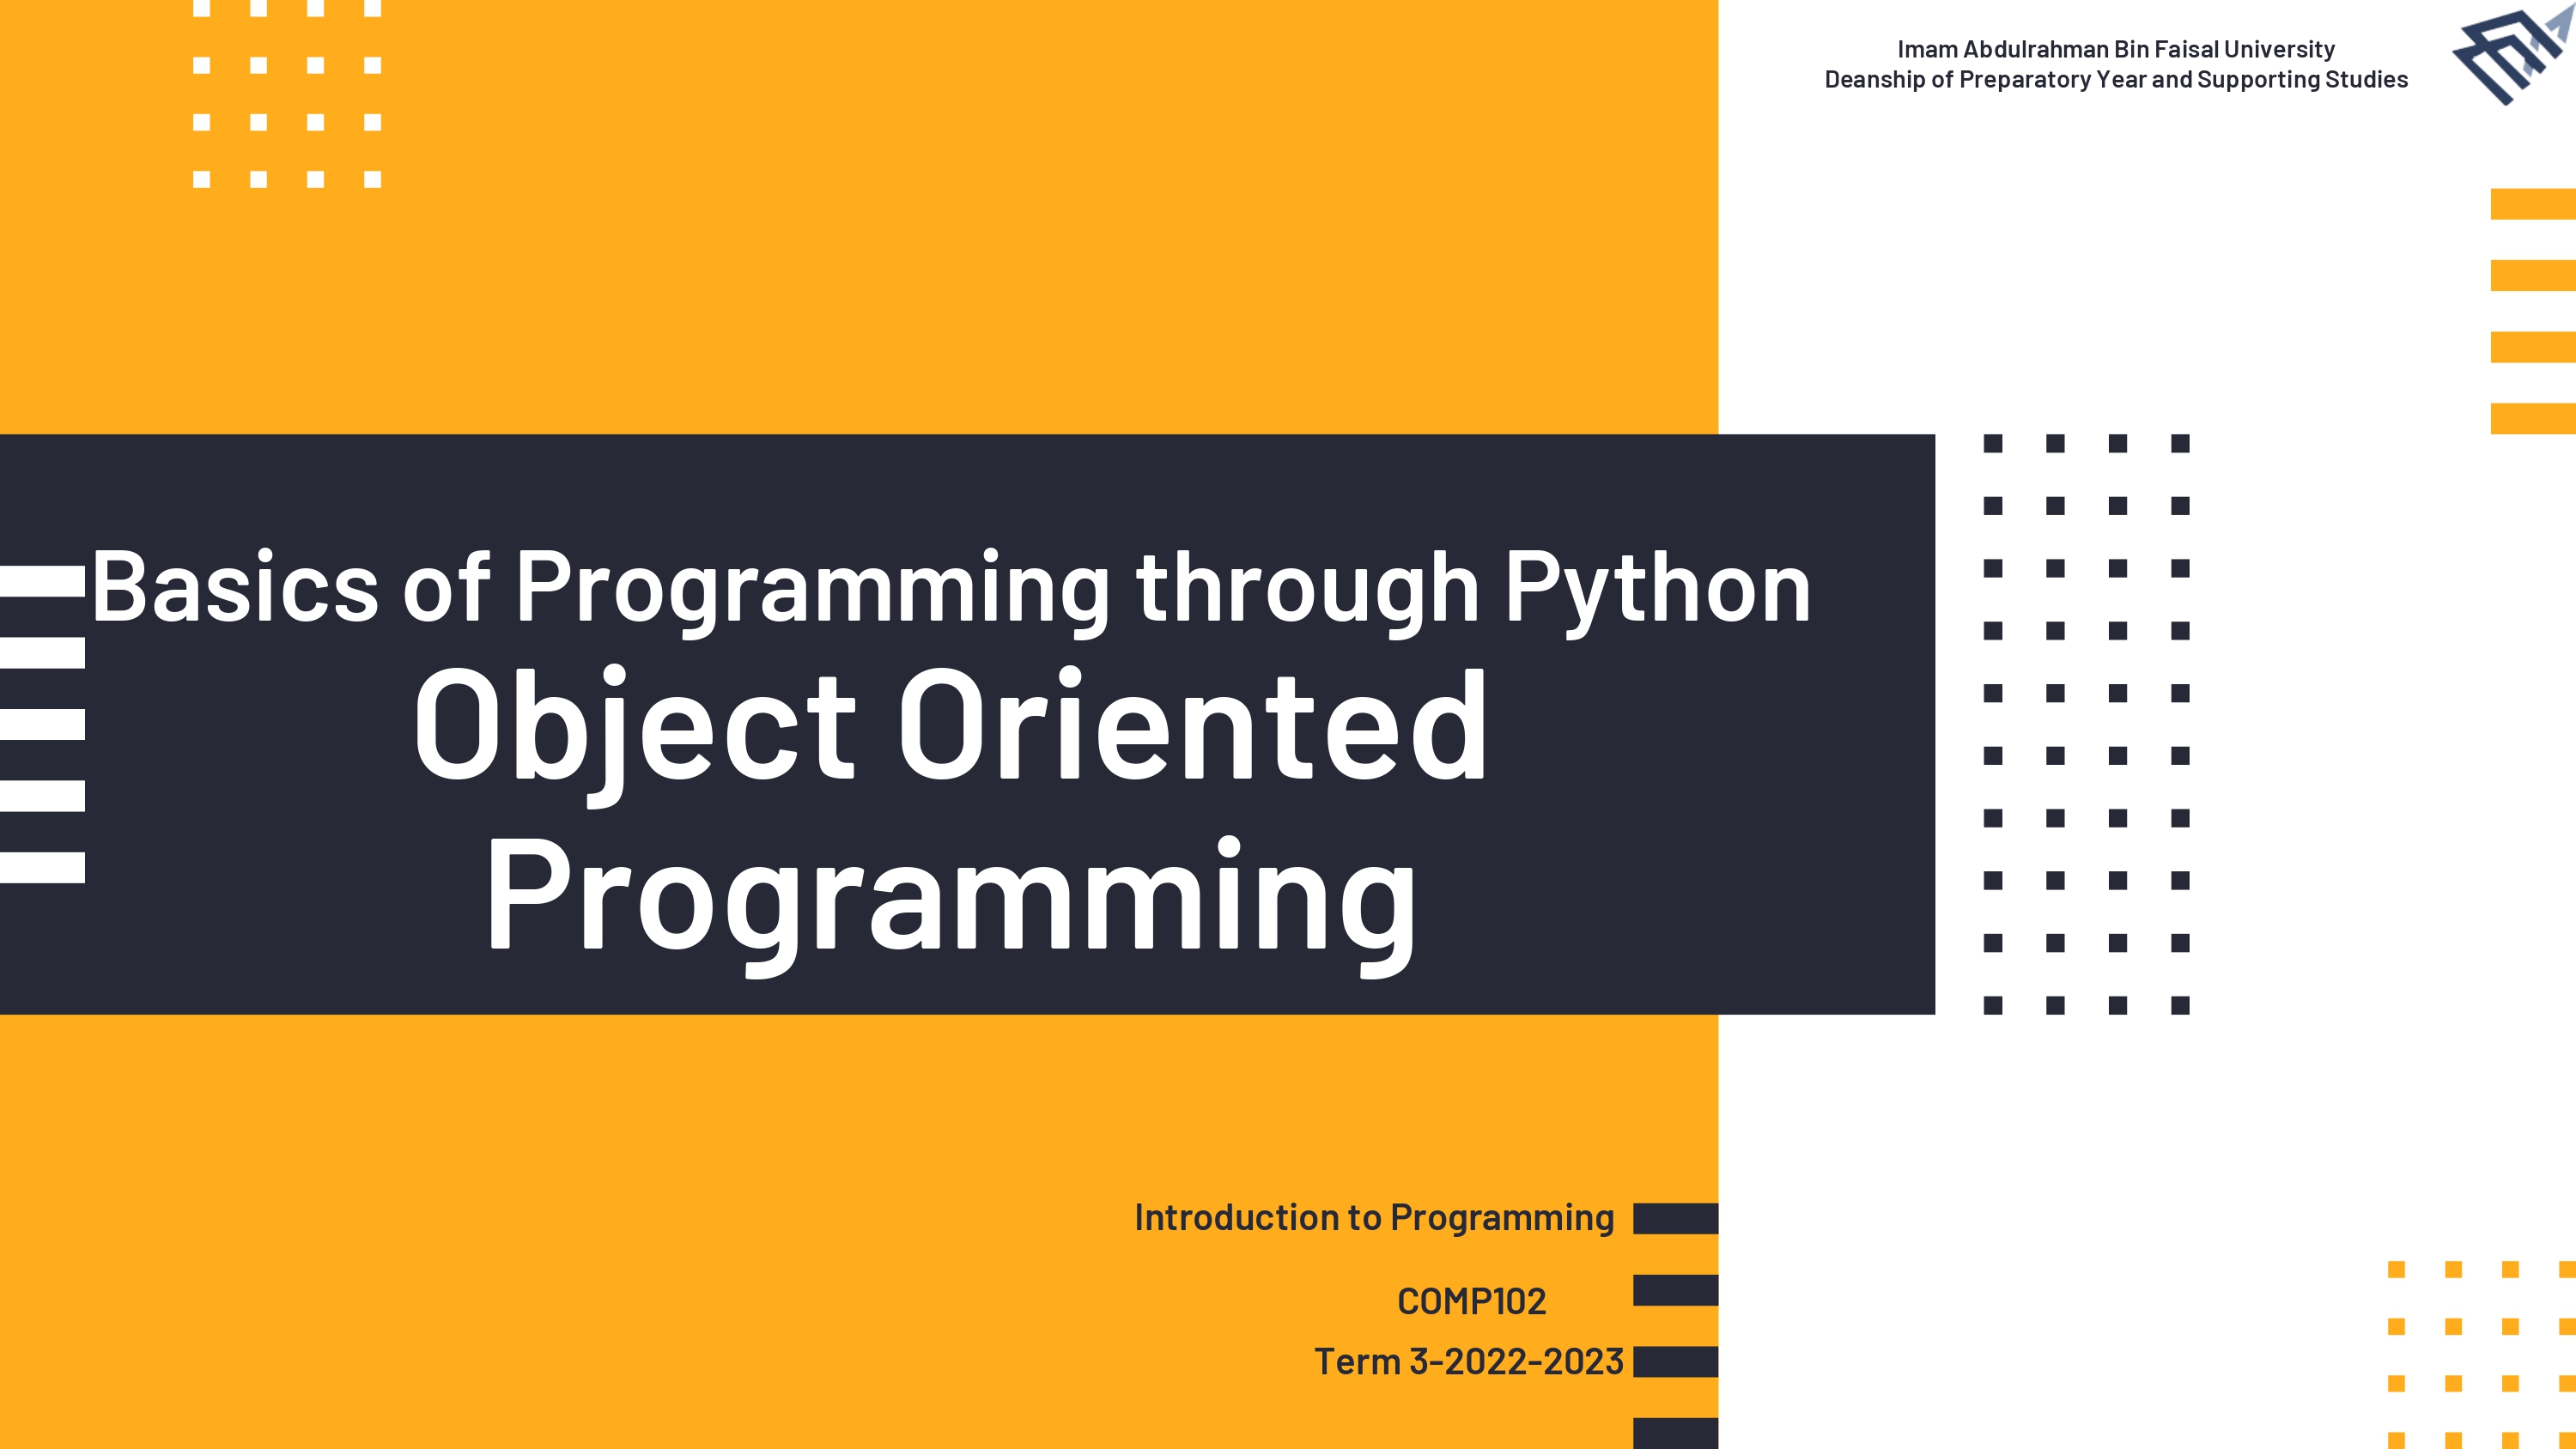 Imam Abdulrahman Bin Faisal University
Deanship of Preparatory Year and Supporting Studies
Basics of Programming through Python
Object Oriented
Programming
Introduction to Programming
COMP102
Term 3-2022-2023